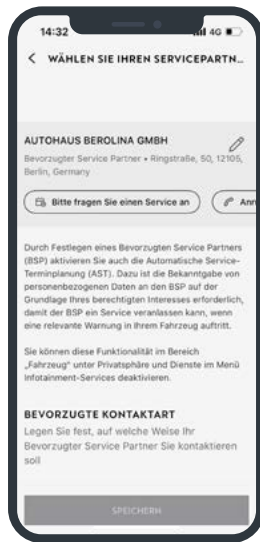 14:32 4G
WÄHLEN SIE IHREN SERVICEPARTN...
AUTOHAUS BEROLINA GMBH
Bevorzugter Service Partner • Ringstraße, 50, 12105,
Berlin, Germany
Bitte fragen Sie einen Service an Anr
Durch Festlegen eines Bevorzugten Service Partners
(BSP) aktivieren Sie auch die Automatische Service-
Terminplanung (AST). Dazu ist die Bekanntgabe von
personenbezogenen Daten an den BSP auf der
Grundlage Ihres berechtigten Interesses erforderlich,
damit der BSP ein Service veranlassen kann, wenn
eine relevante Warnung in Ihrem Fahrzeug auftritt.
Sie können diese Funktionalität im Bereich
„Fahrzeug" unter Privatsphäre und Dienste im Menü
Infotainment-Services deaktivieren.
BEVORZUGTE KONTAKTART
Legen Sie fest, auf welche Weise Ihr
Bevorzugter Service Partner Sie kontaktieren
soll
SPEICHERN